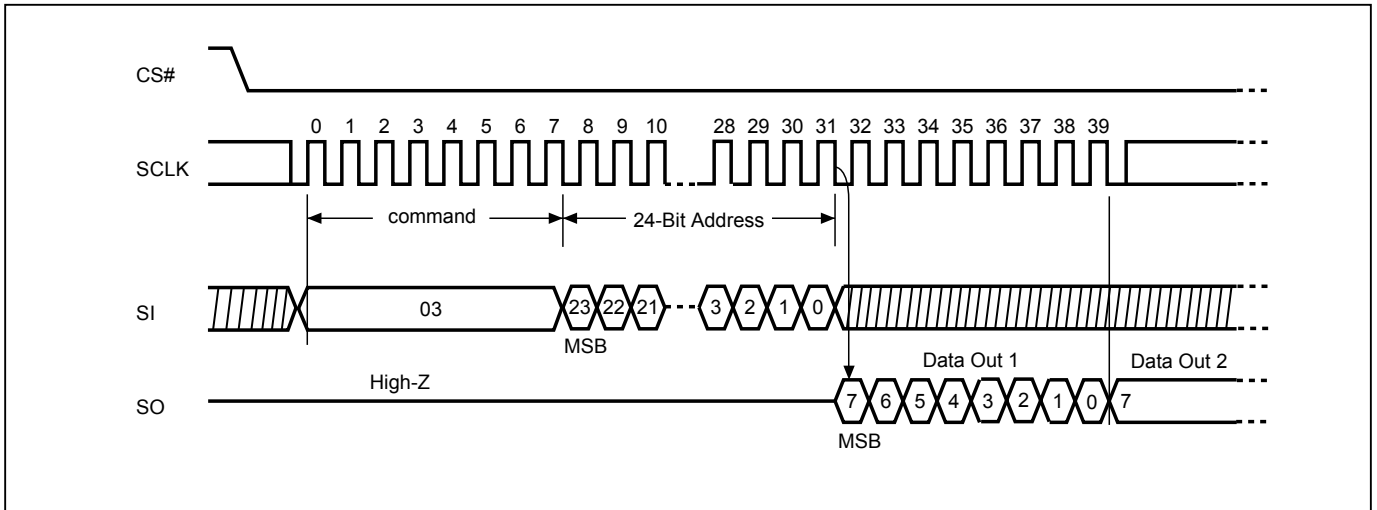 CS#
0 1 2 3 4 5 6 7 8 9 10 28 29 30 31 32 33 34 35 36 37 38 39
SCLK
command
24-Bit Address
SI
03
23 22 21 3 2 1 0
MSB
Data Out 1
Data Out 2
High-Z
SO
7 6 5 4 3 2 1 0 7
MSB